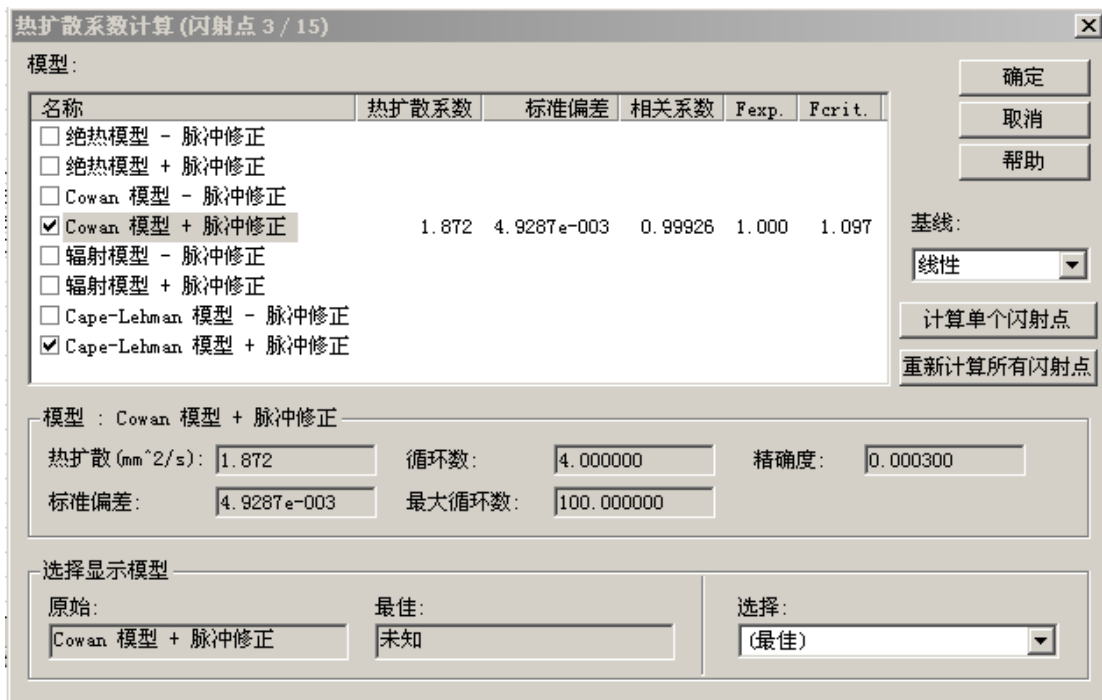 热扩散系数计算(闪射点 3 / 15)
模型:
确定
名称 热扩散系数 标准偏差 相关系数 Fexp. Fcrit.
取消
绝热模型 - 脉冲修正
绝热模型 + 脉冲修正
帮助
Cowan 模型 - 脉冲修正
Cowan 模型 + 脉冲修正 1.872 4.9287e-003 0.99926 1.000 1.097
基线:
辐射模型 - 脉冲修正
线性
辐射模型 + 脉冲修正
Cape-Lehman 模型 - 脉冲修正
计算单个闪射点
Cape-Lehman 模型 + 脉冲修正
重新计算所有闪射点
模型 : Cowan 模型 + 脉冲修正
热扩散(mm^2/s): 1.872 循环数: 4.000000 精确度: 0.000300
标准偏差: 4.9287e-003 最大循环数: 100.000000
选择显示模型
原始: 最佳: 选择:
Cowan 模型 + 脉冲修正 未知 (最佳)